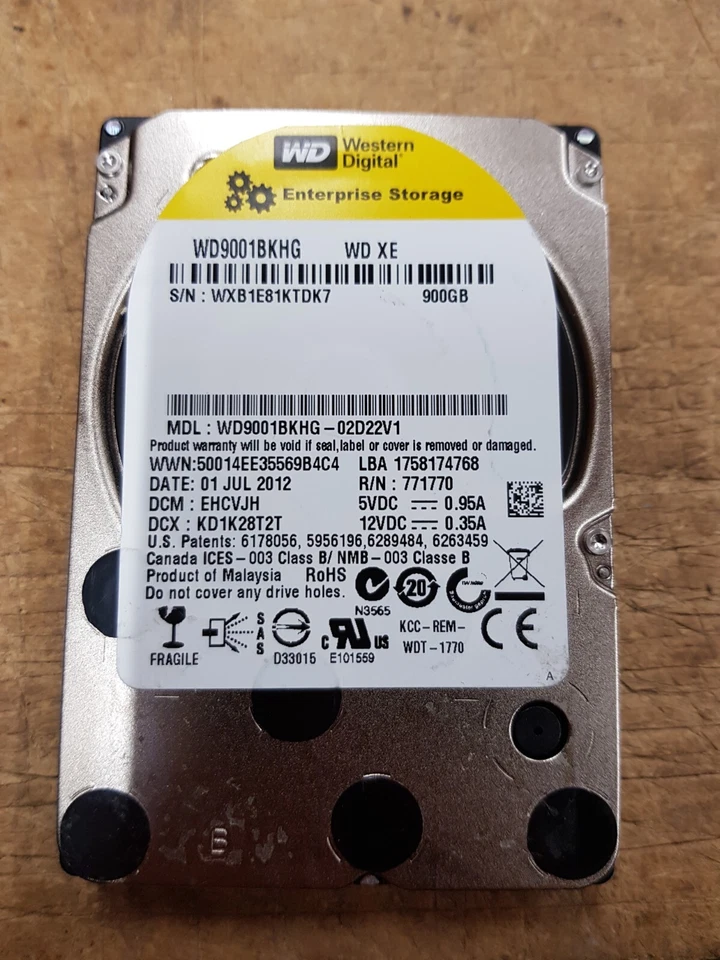 WD Western Digital
Enterprise Storage
WD9001BKHG WD XE
S/N : WXB1E81KTDK7 900GB
MDL : WD9001BKHG-02D22V1
Product warranty will be void if seal,label or cover is removed or damaged.
WWN:50014EE35569B4C4 LBA 1758174768
DATE: 01 JUL 2012 R/N : 771770
DCM : EHCVJH 5VDC 0.95A
DCX : KD1K28T2T 12VDC 0.35A
U.S. Patents: 6178056, 5956196,6289484, 6263459
Canada ICES-003 Class B/ NMB-003 Classe B
Product of Malaysia RoHS
Do not cover any drive holes.
20
N3565
SAS
c RU US
KCC-REM-
WDT-1770
CE
FRAGILE D33015 E101559
A
B